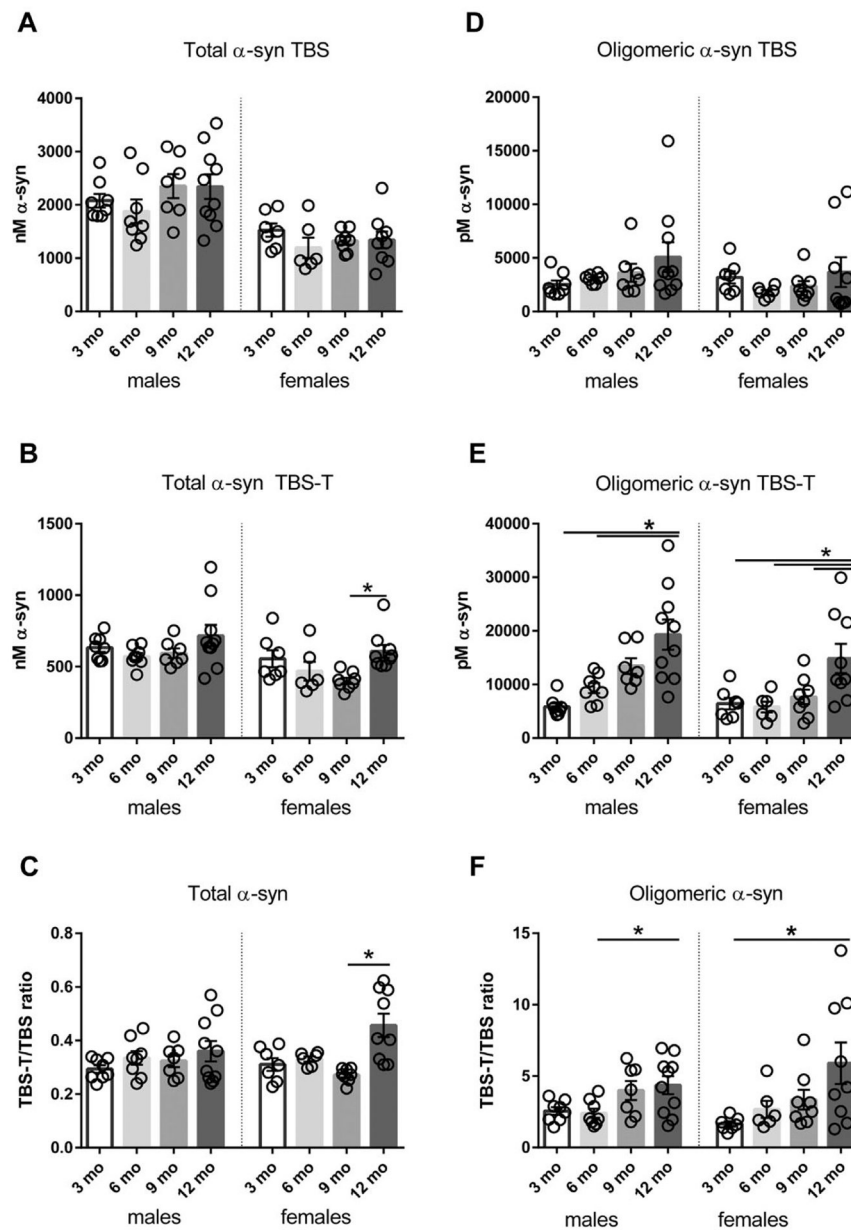 A
Total α-syn TBS
nM α-syn
4000
3000
2000
1000
0
3 mo 6 mo 9 mo 12 mo 3 mo 6 mo 9 mo 12 mo
males females
D
Oligomeric α-syn TBS
pM α-syn
20000
15000
10000
5000
0
3 mo 6 mo 9 mo 12 mo 3 mo 6 mo 9 mo 12 mo
males females
B
Total α-syn TBS-T
nM α-syn
1500
1000
500
0
*
3 mo 6 mo 9 mo 12 mo 3 mo 6 mo 9 mo 12 mo
males females
E
Oligomeric α-syn TBS-T
pM α-syn
40000
30000
20000
10000
0
* *
3 mo 6 mo 9 mo 12 mo 3 mo 6 mo 9 mo 12 mo
males females
C
Total α-syn
TBS-T/TBS ratio
0.8
0.6
0.4
0.2
0.0
*
3 mo 6 mo 9 mo 12 mo 3 mo 6 mo 9 mo 12 mo
males females
F
Oligomeric α-syn
TBS-T/TBS ratio
15
10
5
0
* *
3 mo 6 mo 9 mo 12 mo 3 mo 6 mo 9 mo 12 mo
males females